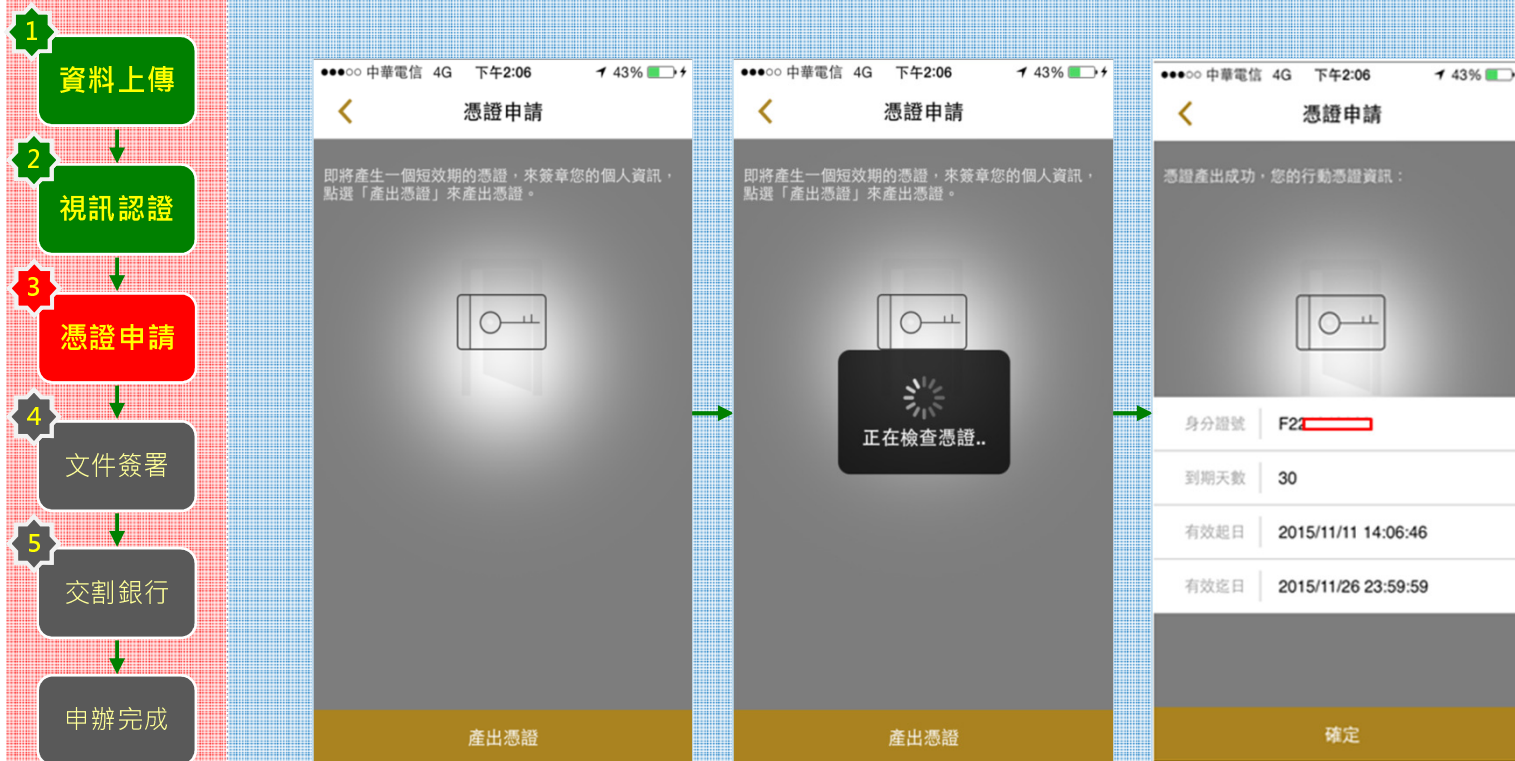 1
資料上傳
2
視訊認證
3
憑證申請
4
文件簽署
5
交割銀行
申辦完成
中華電信 4G 下午2:06 43%
憑證申請
即將產生一個短效期的憑證，來簽章您的個人資訊，
點選「產出憑證」來產出憑證。
產出憑證
中華電信 4G 下午2:06 43%
憑證申請
即將產生一個短效期的憑證，來簽章您的個人資訊，
點選「產出憑證」來產出憑證。
正在檢查憑證..
產出憑證
中華電信 4G 下午2:06 43%
憑證申請
憑證產出成功，您的行動憑證資訊：
身分證號 F22
到期天數 30
有效起日 2015/11/11 14:06:46
有效迄日 2015/11/26 23:59:59
確定